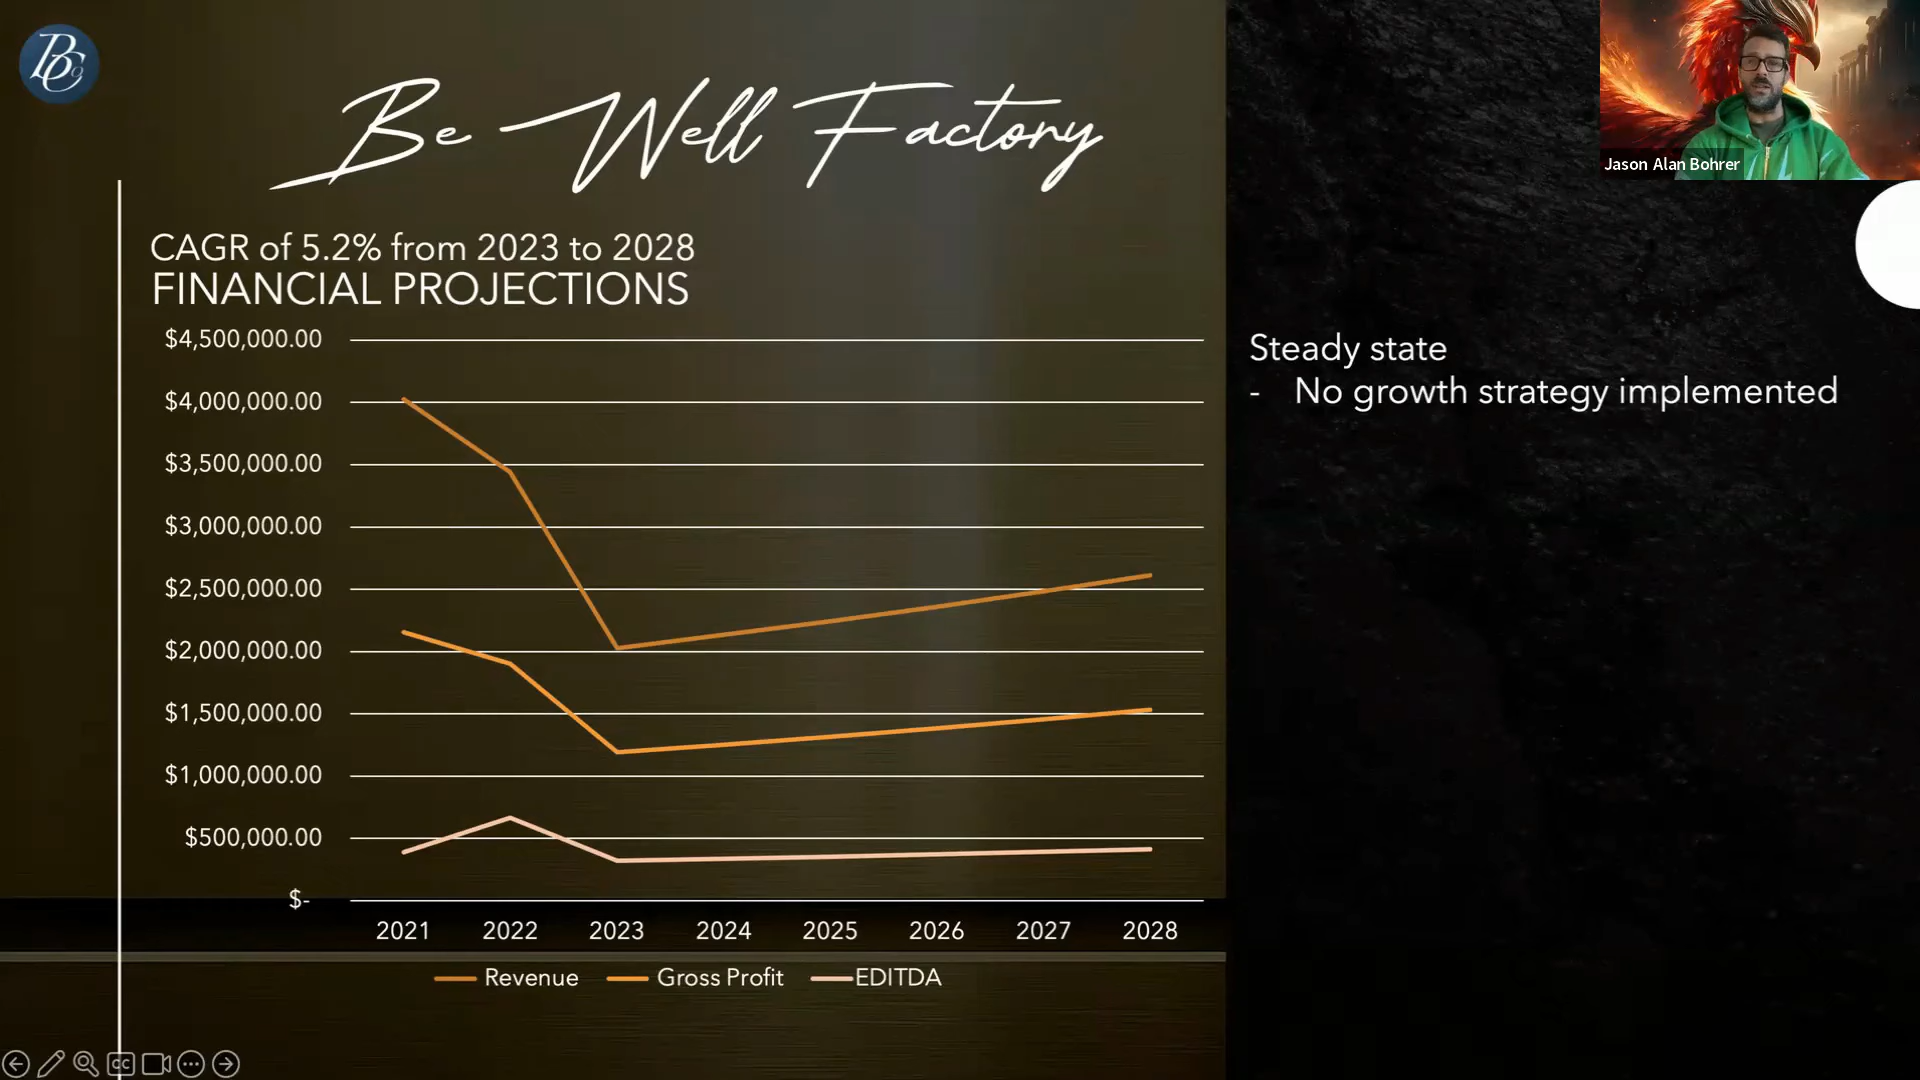 BC9
Be Well Factory
Jason Alan Bohrer
CAGR of 5.2% from 2023 to 2028
FINANCIAL PROJECTIONS
$4,500,000.00
$4,000,000.00
$3,500,000.00
$3,000,000.00
$2,500,000.00
$2,000,000.00
$1,500,000.00
$1,000,000.00
$500,000.00
$-
2021 2022 2023 2024 2025 2026 2027 2028
Revenue Gross Profit EDITDA
Steady state
- No growth strategy implemented
CC